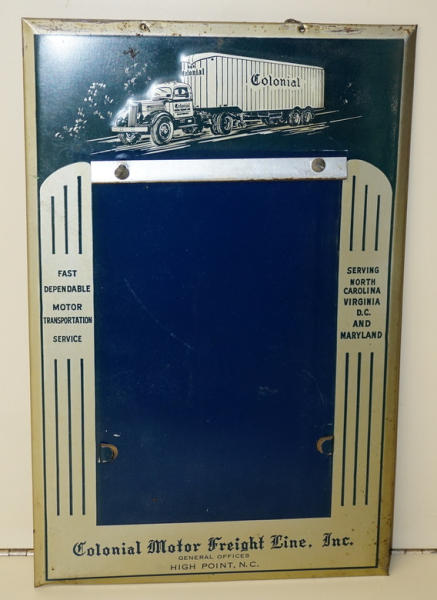 Colonial
Colonial
Colonial
FAST
DEPENDABLE
MOTOR
TRANSPORTATION
SERVICE
SERVING
NORTH
CAROLINA
VIRGINIA
D.C.
AND
MARYLAND
Colonial Motor Freight Line, Inc.
GENERAL OFFICES
HIGH POINT, N.C.